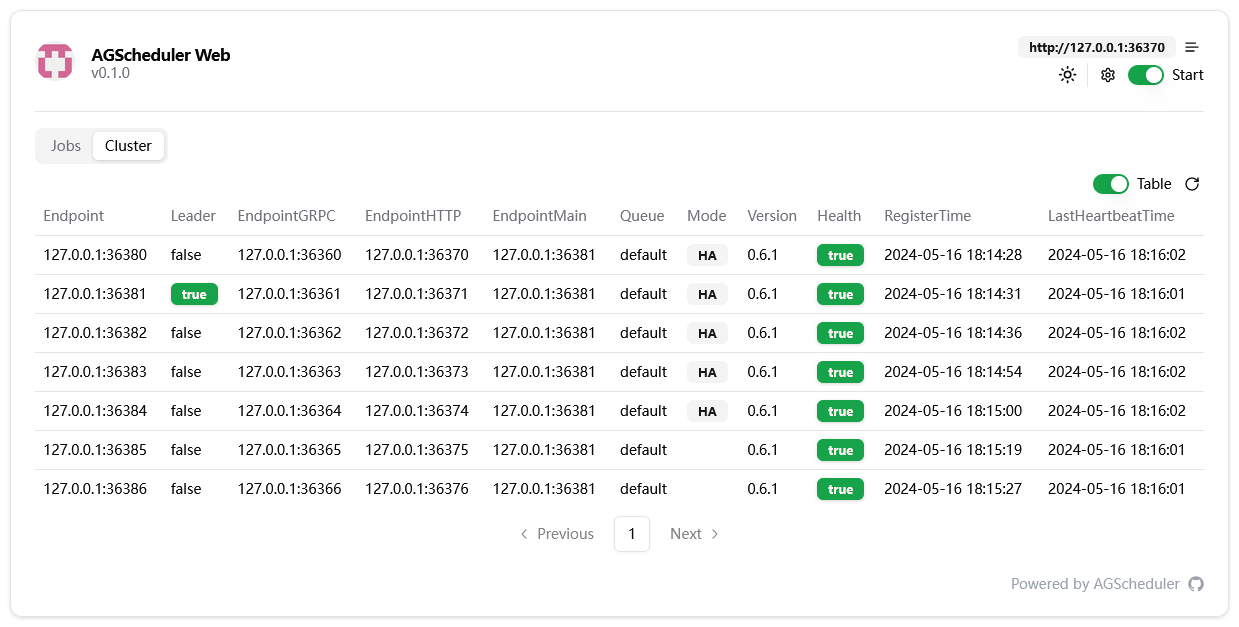 AGScheduler Web
v0.1.0
http://127.0.0.1:36370
Start
Jobs Cluster
Table
Endpoint Leader EndpointGRPC EndpointHTTP EndpointMain Queue Mode Version Health RegisterTime LastHeartbeatTime
127.0.0.1:36380 false 127.0.0.1:36360 127.0.0.1:36370 127.0.0.1:36381 default HA 0.6.1 true 2024-05-16 18:14:28 2024-05-16 18:16:02
127.0.0.1:36381 true 127.0.0.1:36361 127.0.0.1:36371 127.0.0.1:36381 default HA 0.6.1 true 2024-05-16 18:14:31 2024-05-16 18:16:01
127.0.0.1:36382 false 127.0.0.1:36362 127.0.0.1:36372 127.0.0.1:36381 default HA 0.6.1 true 2024-05-16 18:14:36 2024-05-16 18:16:02
127.0.0.1:36383 false 127.0.0.1:36363 127.0.0.1:36373 127.0.0.1:36381 default HA 0.6.1 true 2024-05-16 18:14:54 2024-05-16 18:16:02
127.0.0.1:36384 false 127.0.0.1:36364 127.0.0.1:36374 127.0.0.1:36381 default HA 0.6.1 true 2024-05-16 18:15:00 2024-05-16 18:16:02
127.0.0.1:36385 false 127.0.0.1:36365 127.0.0.1:36375 127.0.0.1:36381 default 0.6.1 true 2024-05-16 18:15:19 2024-05-16 18:16:01
127.0.0.1:36386 false 127.0.0.1:36366 127.0.0.1:36376 127.0.0.1:36381 default 0.6.1 true 2024-05-16 18:15:27 2024-05-16 18:16:01
Previous 1 Next
Powered by AGScheduler